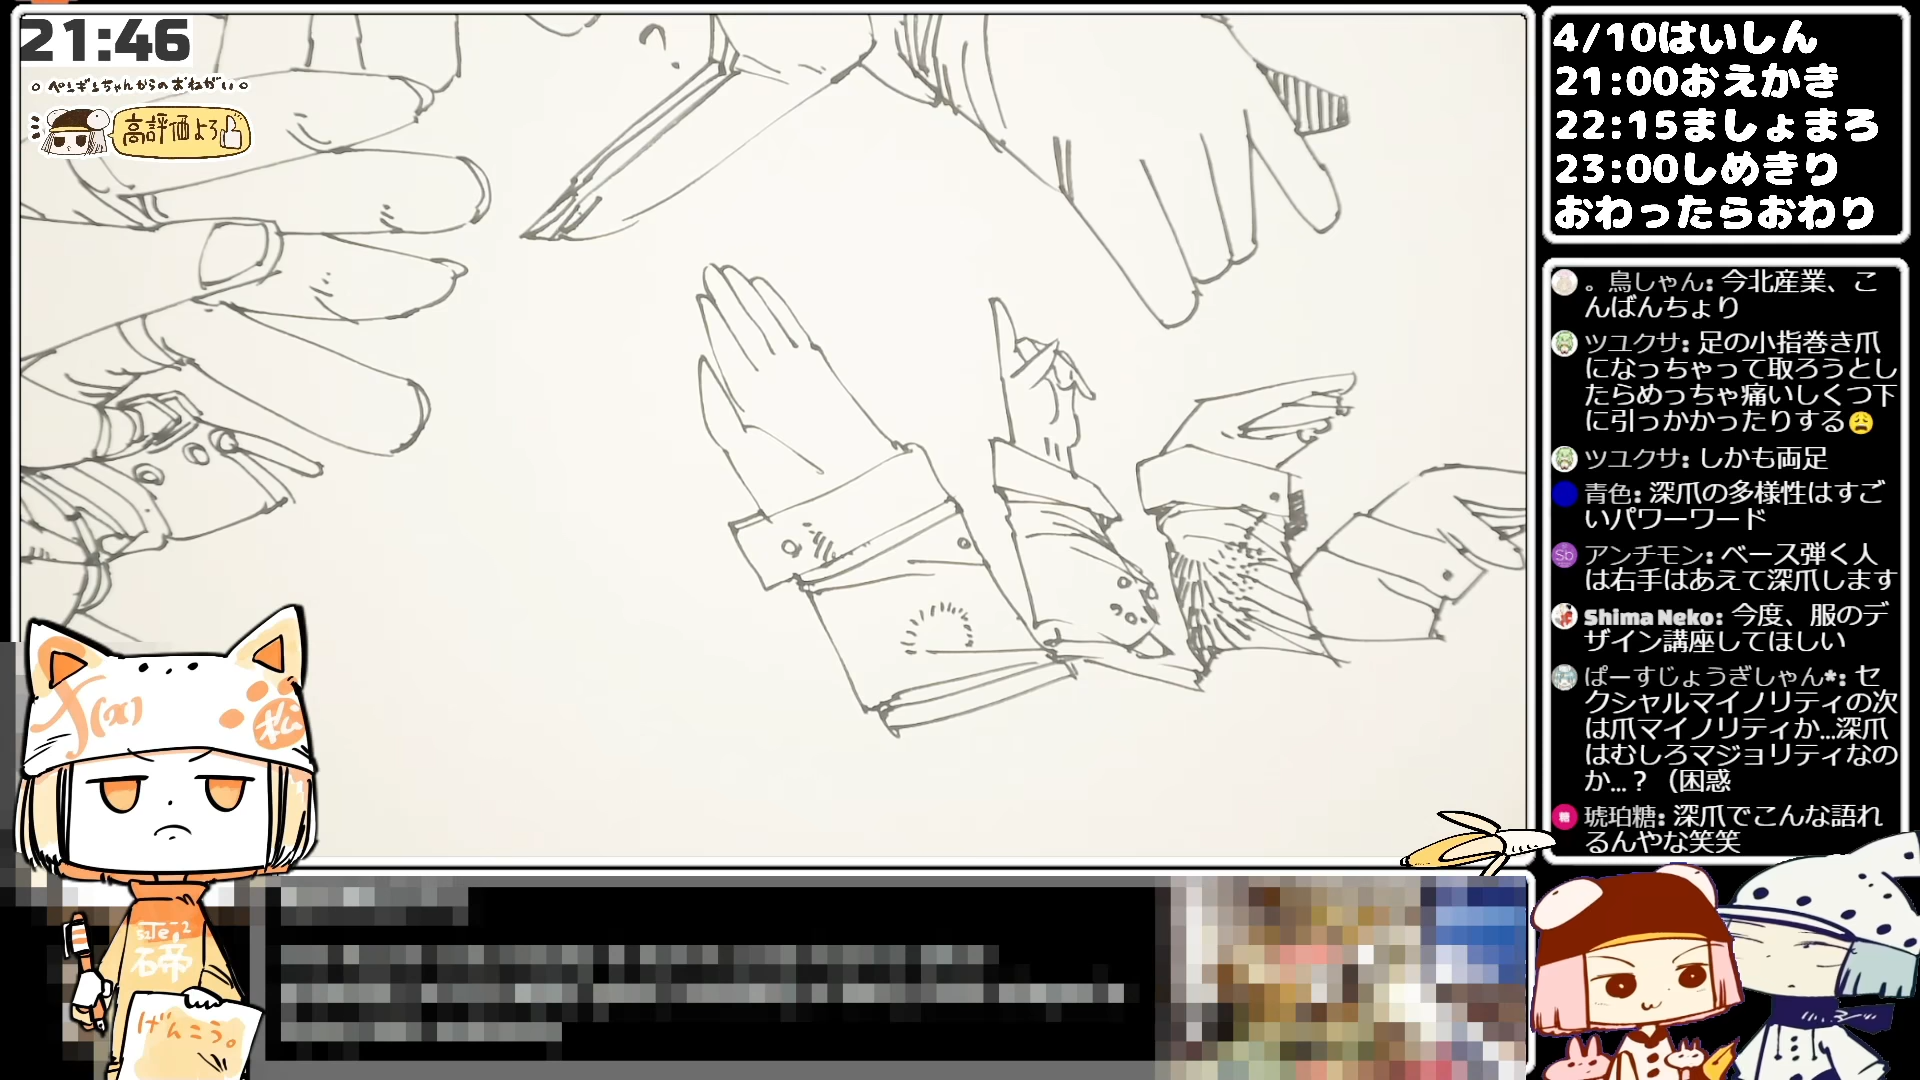 21:46
ペンギンちゃんからのおねがい
高評価よろ
4/10はいしん
21:00おえかき
22:15ましょまろ
23:00しめきり
おわったらおわり
。鳥しゃん: 今北産業、こ
んばんちょり
ツユクサ: 足の小指巻き爪
になっちゃって取ろうとし
たらめっちゃ痛いしくつ下
に引っかかったりする😩
ツユクサ: しかも両足
青色: 深爪の多様性はすご
いパワーワード
Sb
アンチモン: ベース弾く人
は右手はあえて深爪します
Shima Neko: 今度、服のデ
ザイン講座してほしい
ぱーすじょうぎしゃん*: セ
クシャルマイノリティの次
は爪マイノリティか...深爪
はむしろマジョリティなの
か...？（困惑
糖
琥珀糖: 深爪でこんな語れ
るんやな笑笑
f(x)
松
碲
げんこう。